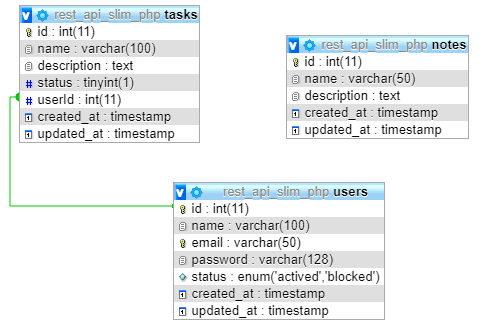 rest_api_slim_php tasks
id : int(11)
name : varchar(100)
description : text
status : tinyint(1)
userId : int(11)
created_at : timestamp
updated_at : timestamp
rest_api_slim_php notes
id : int(11)
name : varchar(50)
description : text
created_at : timestamp
updated_at : timestamp
rest_api_slim_php users
id : int(11)
name : varchar(100)
email : varchar(50)
password : varchar(128)
status : enum('actived','blocked')
created_at : timestamp
updated_at : timestamp